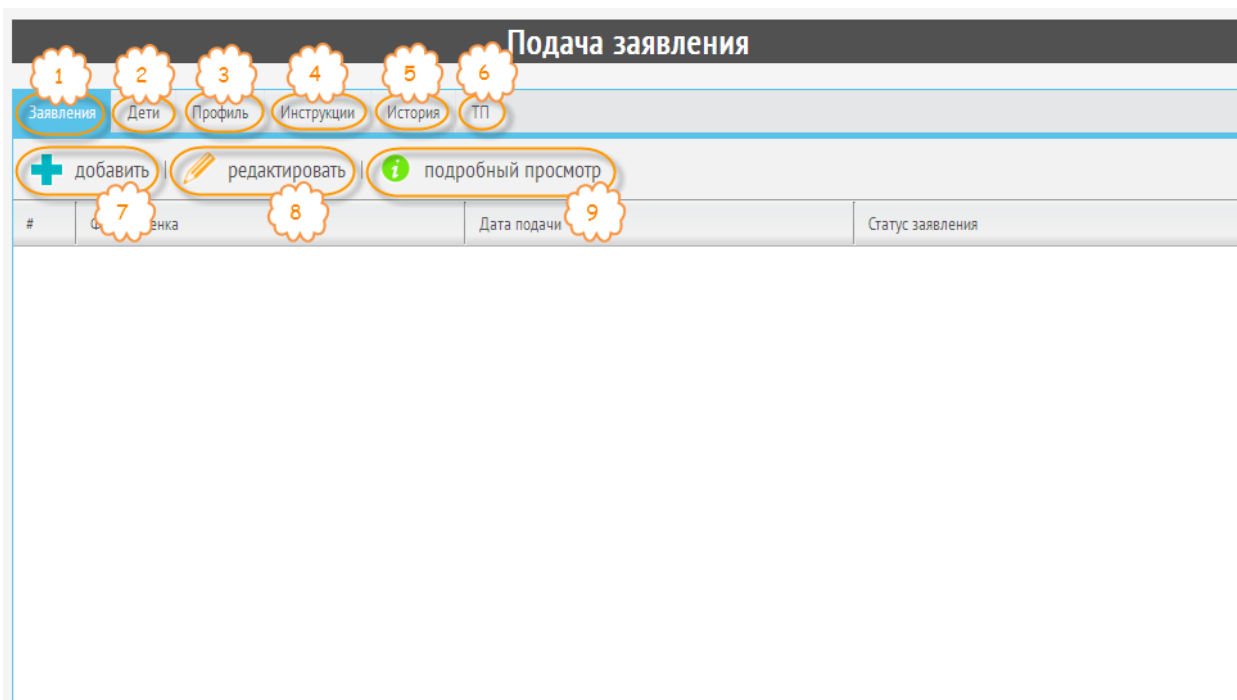 Подача заявления
1 2 3 4 5 6
Заявления Дети Профиль Инструкции История ТП
добавить | редактировать | подробный просмотр
7 8 9
# Дата подачи Статус заявления